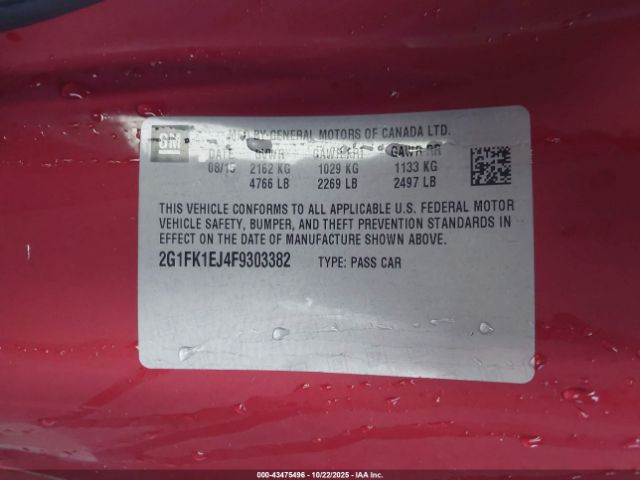 GM
MFD BY GENERAL MOTORS OF CANADA LTD.
DATE GVWR GAWR FRT GAWR RR
08/15 2162 KG 1029 KG 1133 KG
4766 LB 2269 LB 2497 LB
THIS VEHICLE CONFORMS TO ALL APPLICABLE U.S. FEDERAL MOTOR
VEHICLE SAFETY, BUMPER, AND THEFT PREVENTION STANDARDS IN
EFFECT ON THE DATE OF MANUFACTURE SHOWN ABOVE.
2G1FK1EJ4F9303382 TYPE: PASS CAR
000-43475496 - 10/22/2025 - IAAI, Inc. Copyright